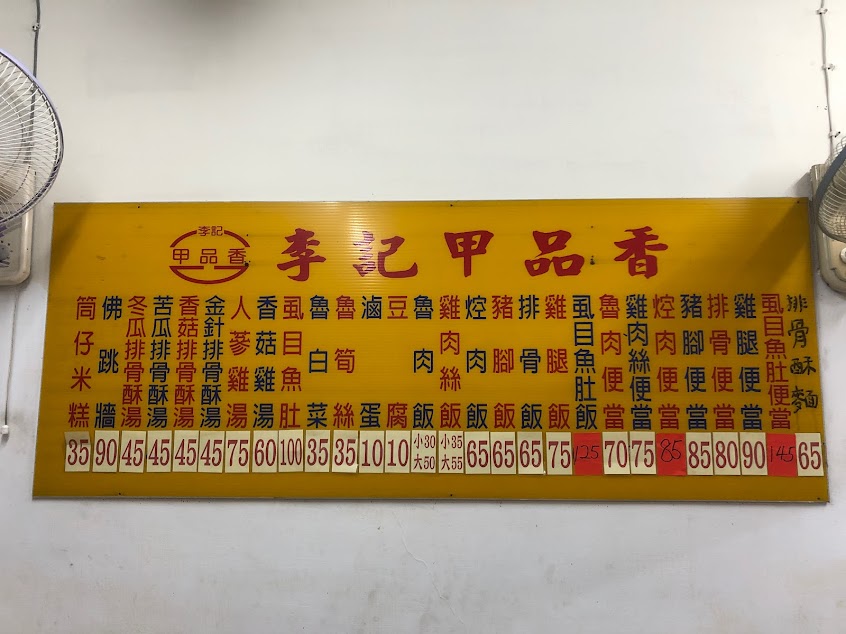 李記
甲品香
李記甲品香
筒仔米糕 35
佛跳牆 90
冬瓜排骨酥湯 45
苦瓜排骨酥湯 45
香菇排骨酥湯 45
金針排骨酥湯 45
人蔘雞湯 75
香菇雞湯 60
虱目魚肚 100
魯白菜 35
魯筍絲 35
滷蛋 10
豆腐 10
魯肉飯 小30 大50
雞肉絲飯 小35 大55
焢肉飯 65
豬腳飯 65
排骨飯 65
雞腿飯 75
虱目魚肚飯 125
魯肉便當 70
雞肉絲便當 75
焢肉便當 85
豬腳便當 85
排骨便當 80
雞腿便當 90
虱目魚肚便當 145
排骨酥麵 65